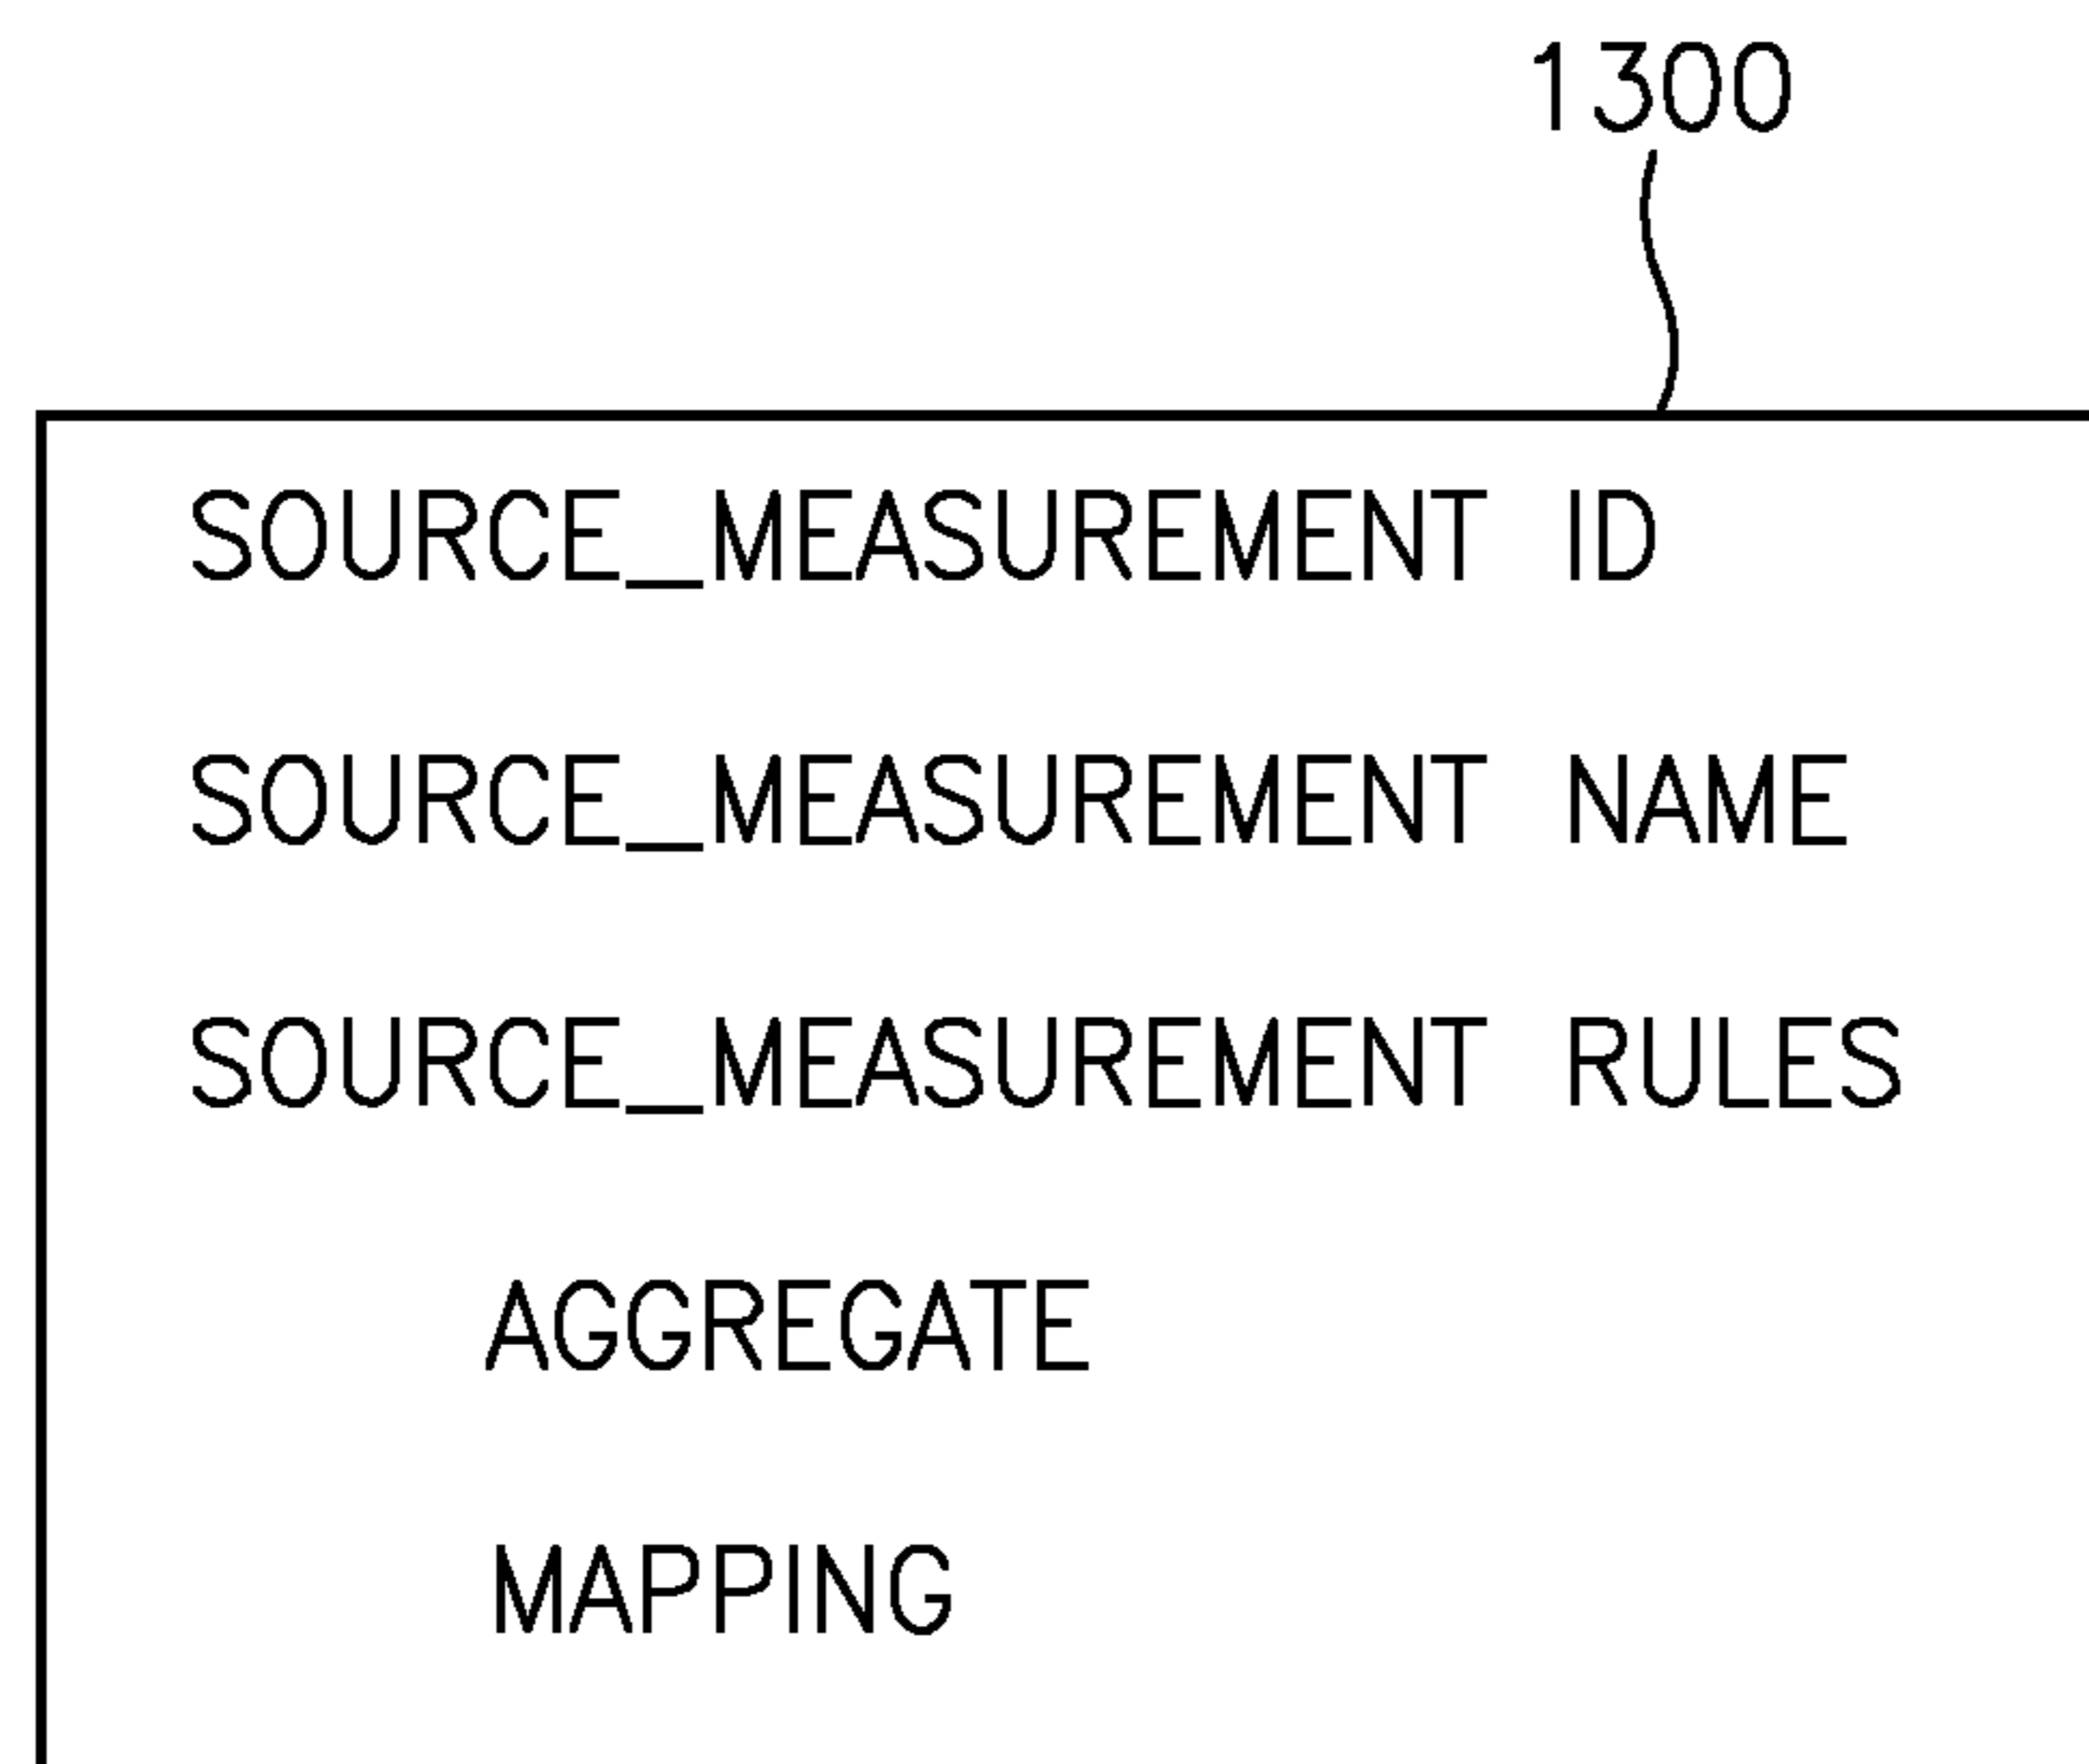 1300
SOURCE_MEASUREMENT ID
SOURCE_MEASUREMENT NAME
SOURCE_MEASUREMENT RULES
AGGREGATE
MAPPING